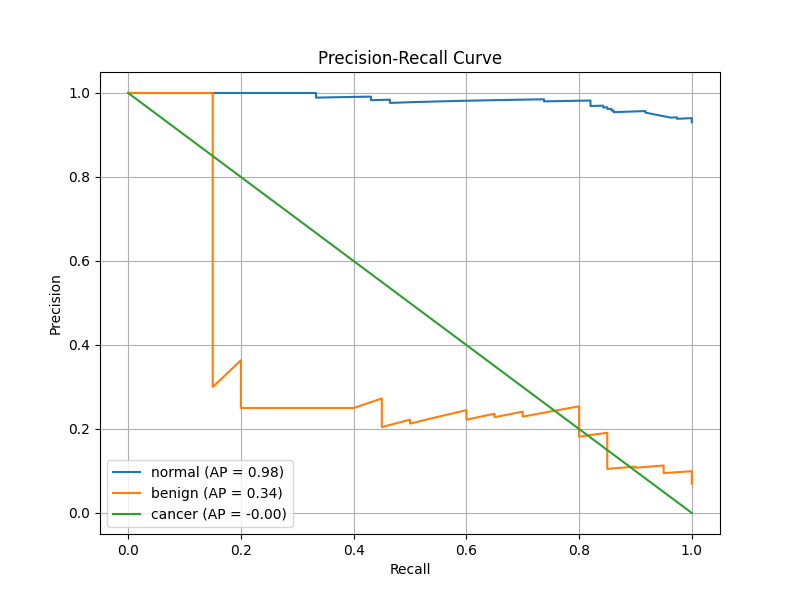 Precision-Recall Curve
Precision
1.0
0.8
0.6
0.4
0.2
0.0
normal (AP = 0.98)
benign (AP = 0.34)
cancer (AP = -0.00)
0.0 0.2 0.4 0.6 0.8 1.0
Recall